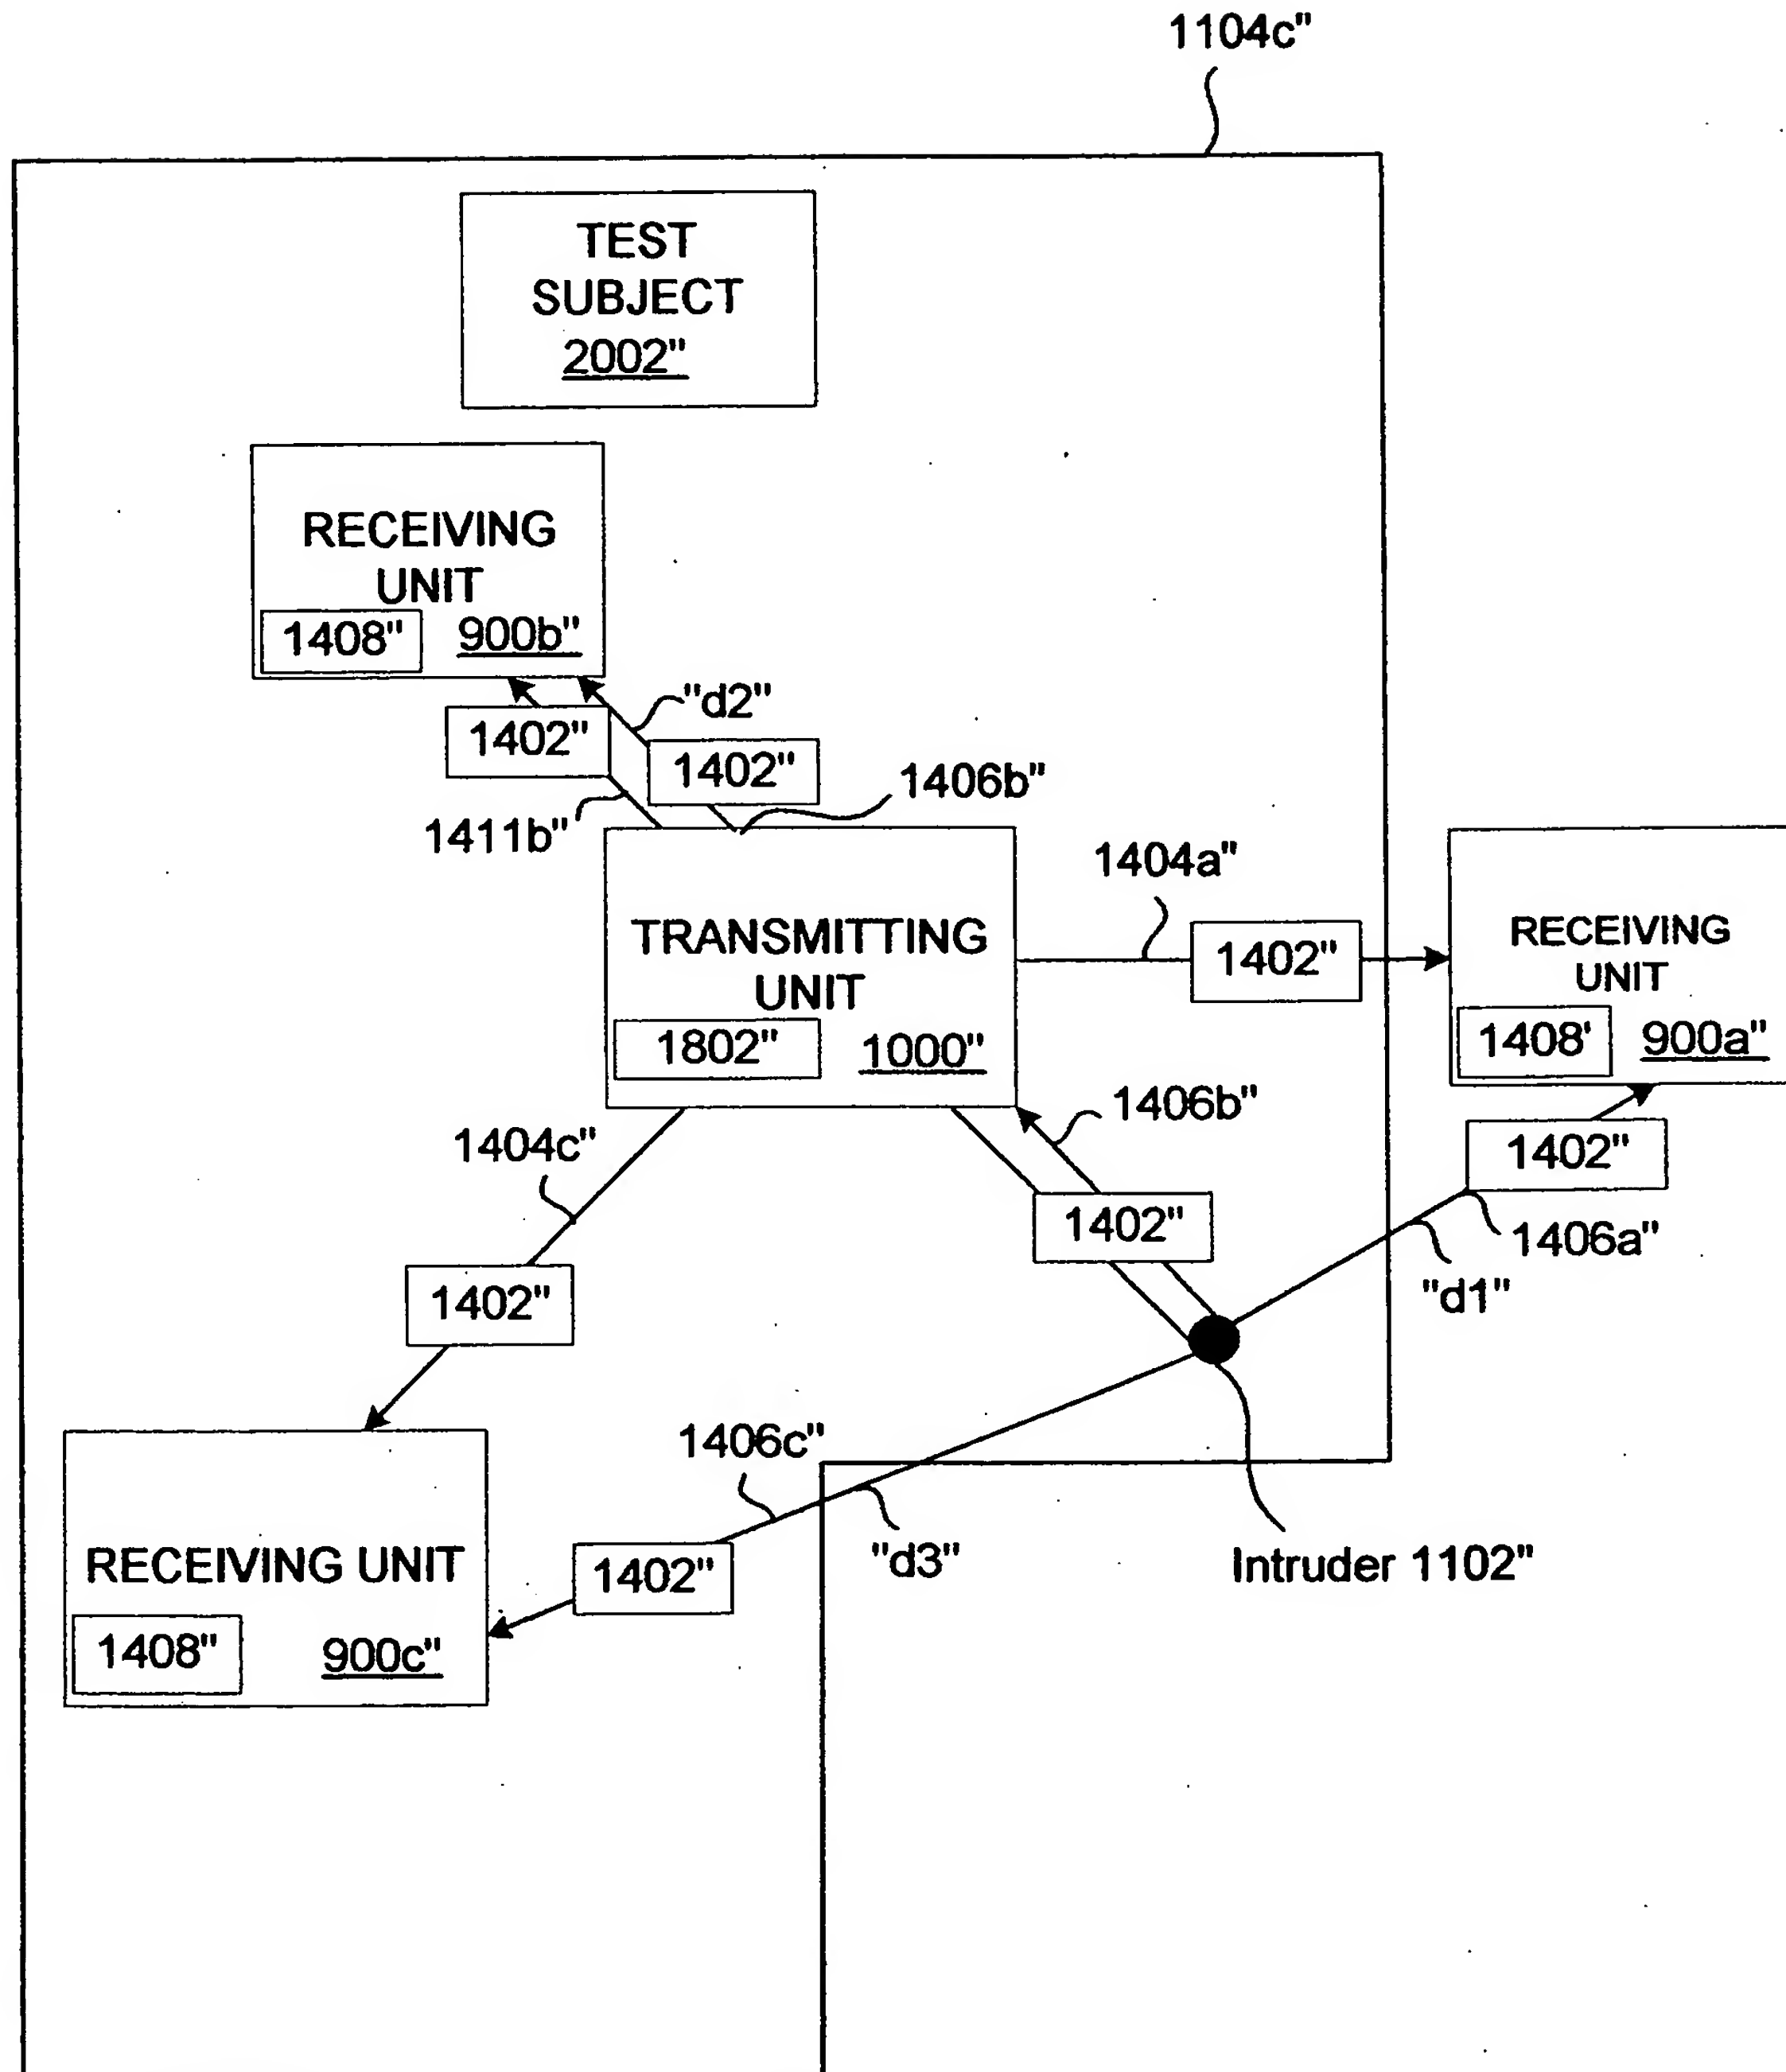 1104c"
TEST
SUBJECT
2002"
RECEIVING
UNIT
1408" 900b"
"d2"
1402"
1402"
1406b"
1411b"
1404a"
TRANSMITTING
UNIT
1802" 1000"
1402"
RECEIVING
UNIT
1408' 900a"
1406b"
1404c"
1402"
1402"
1406a"
"d1"
1402"
1406c"
"d3"
1402"
Intruder 1102"
RECEIVING UNIT
1408" 900c"